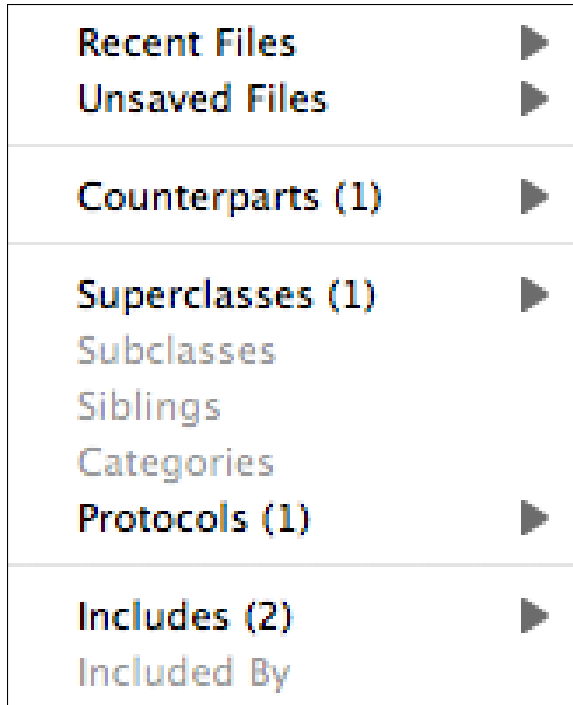 Recent Files
Unsaved Files
Counterparts (1)
Superclasses (1)
Subclasses
Siblings
Categories
Protocols (1)
Includes (2)
Included By